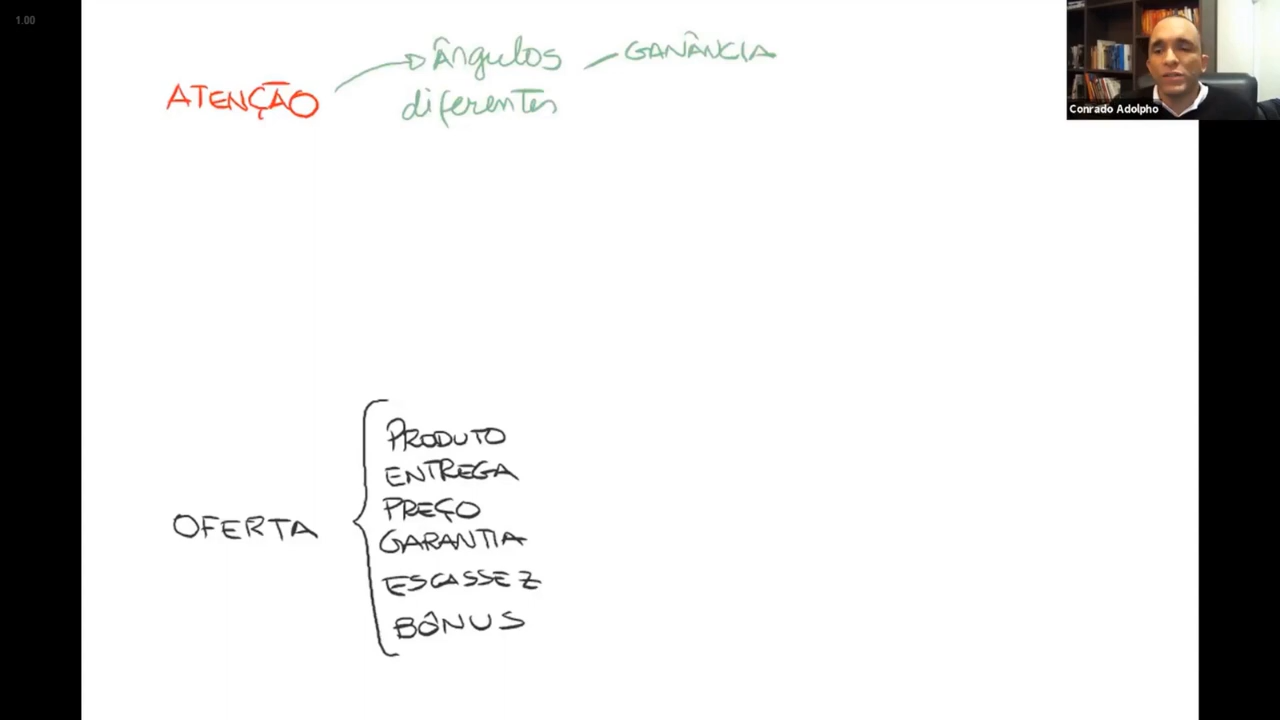 1.00
ATENÇÃO
Ângulos
diferentes
GANÂNCIA
Conrado Adolpho
OFERTA
PRODUTO
ENTREGA
PREÇO
GARANTIA
ESCASSEZ
BÔNUS